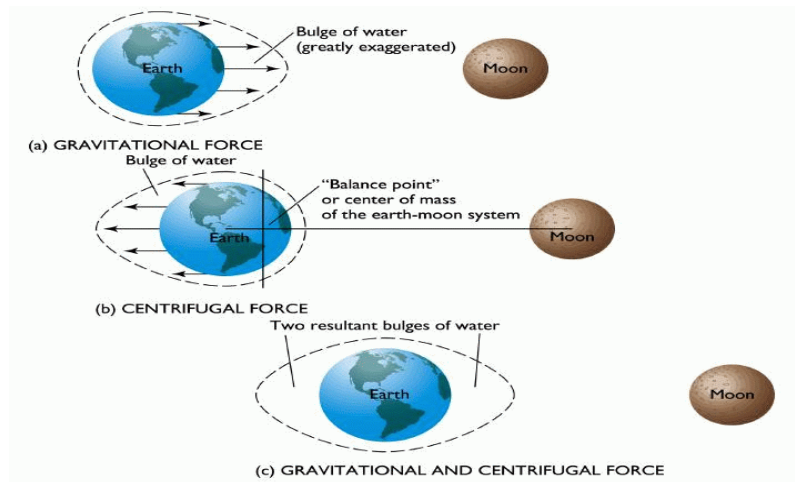 Bulge of water
(greatly exaggerated)
Earth
Moon
(a) GRAVITATIONAL FORCE
Bulge of water
"Balance point"
or center of mass
of the earth-moon system
Earth
Moon
(b) CENTRIFUGAL FORCE
Two resultant bulges of water
Earth
Moon
(c) GRAVITATIONAL AND CENTRIFUGAL FORCE